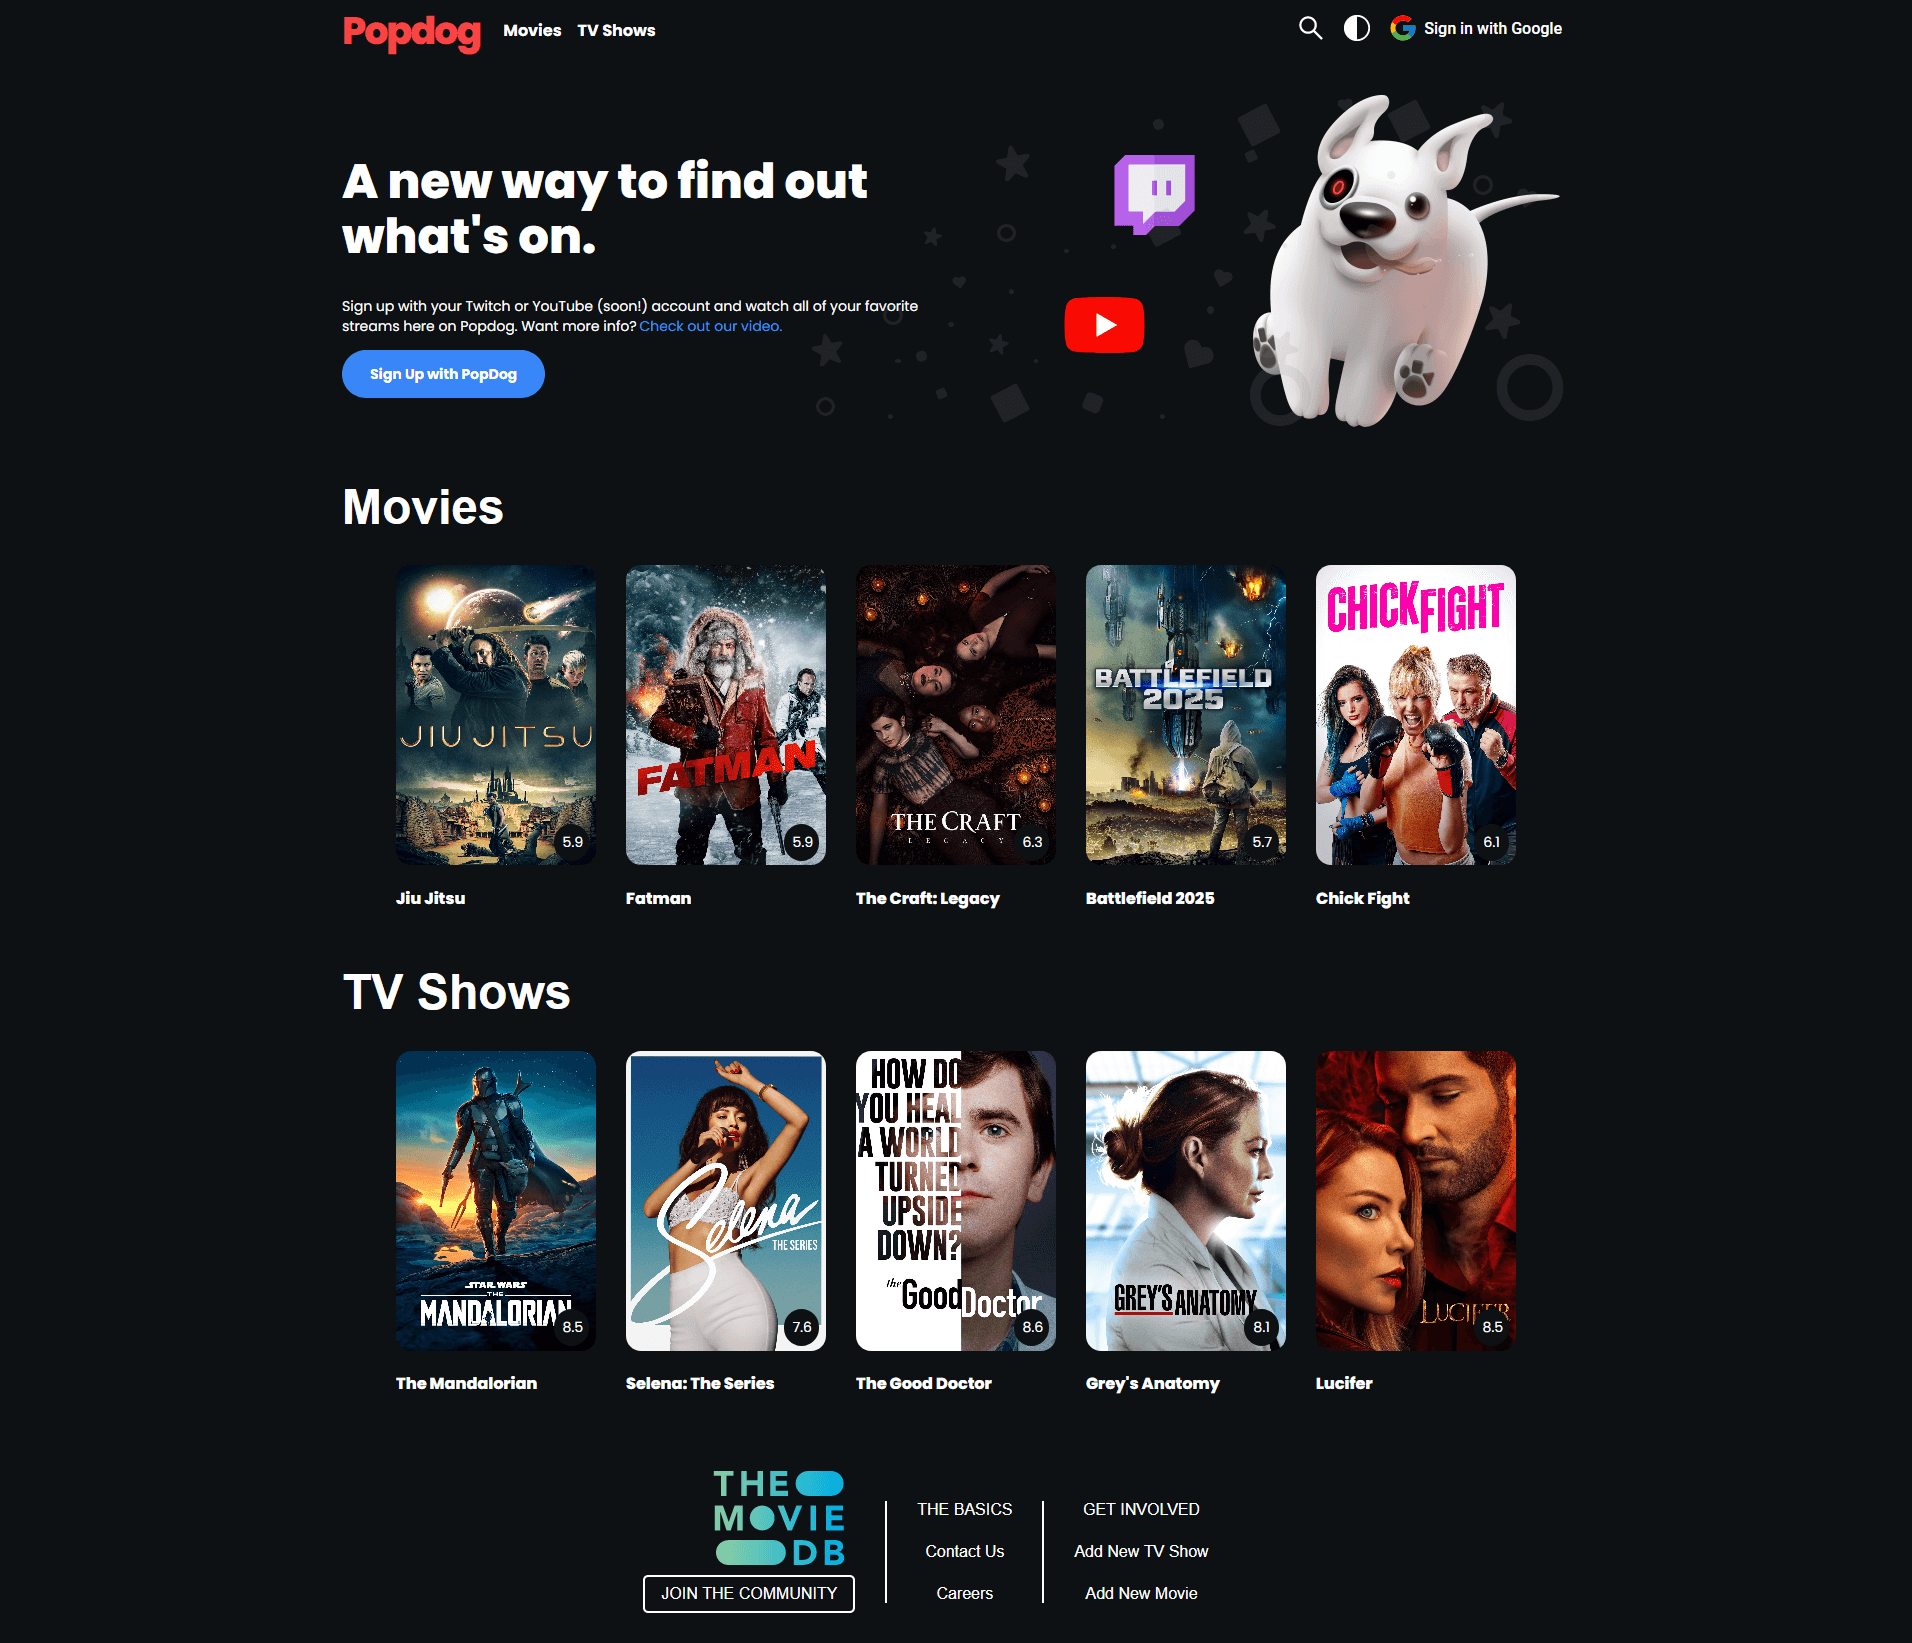 Popdog
Movies
TV Shows
Sign in with Google
A new way to find out
what's on.
Sign up with your Twitch or YouTube (soon!) account and watch all of your favorite
streams here on Popdog. Want more info? Check out our video.
Sign Up with PopDog
Movies
JIU JITSU
5.9
FATMAN
5.9
THE CRAFT
LEGACY
6.3
BATTLEFIELD
2025
5.7
CHICK FIGHT
6.1
Jiu Jitsu
Fatman
The Craft: Legacy
Battlefield 2025
Chick Fight
TV Shows
STAR WARS
THE
MANDALORIAN
8.5
Selena
THE SERIES
7.6
HOW DO
YOU HEAL
A WORLD
TURNED
UPSIDE
DOWN?
the Good Doctor
8.6
GREY'S ANATOMY
8.1
LUCIFER
8.5
The Mandalorian
Selena: The Series
The Good Doctor
Grey's Anatomy
Lucifer
THE
MOVIE
DB
JOIN THE COMMUNITY
THE BASICS
Contact Us
Careers
GET INVOLVED
Add New TV Show
Add New Movie